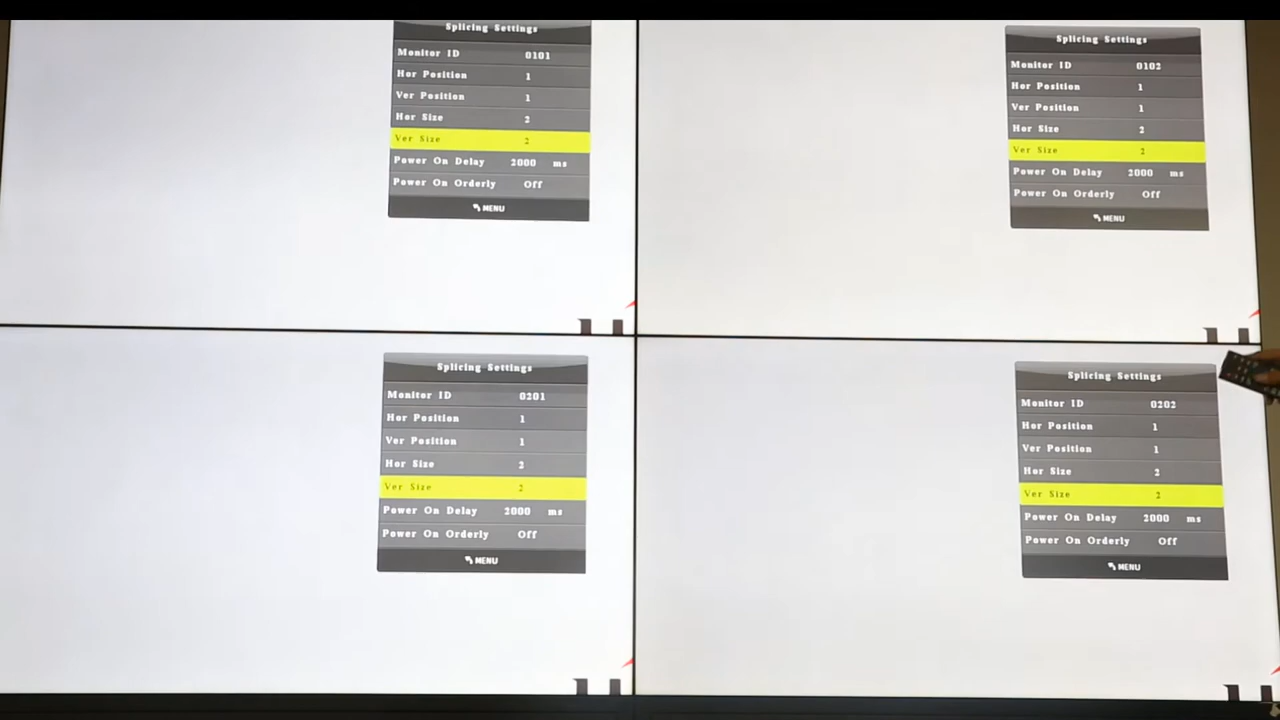 Splicing Settings
Monitor ID 0101
Hor Position 1
Ver Position 1
Hor Size 2
Ver Size 2
Power On Delay 2000 ms
Power On Orderly Off
MENU
Splicing Settings
Monitor ID 0102
Hor Position 1
Ver Position 1
Hor Size 2
Ver Size 2
Power On Delay 2000 ms
Power On Orderly Off
MENU
Splicing Settings
Monitor ID 0201
Hor Position 1
Ver Position 1
Hor Size 2
Ver Size 2
Power On Delay 2000 ms
Power On Orderly Off
MENU
Splicing Settings
Monitor ID 0202
Hor Position 1
Ver Position 1
Hor Size 2
Ver Size 2
Power On Delay 2000 ms
Power On Orderly Off
MENU